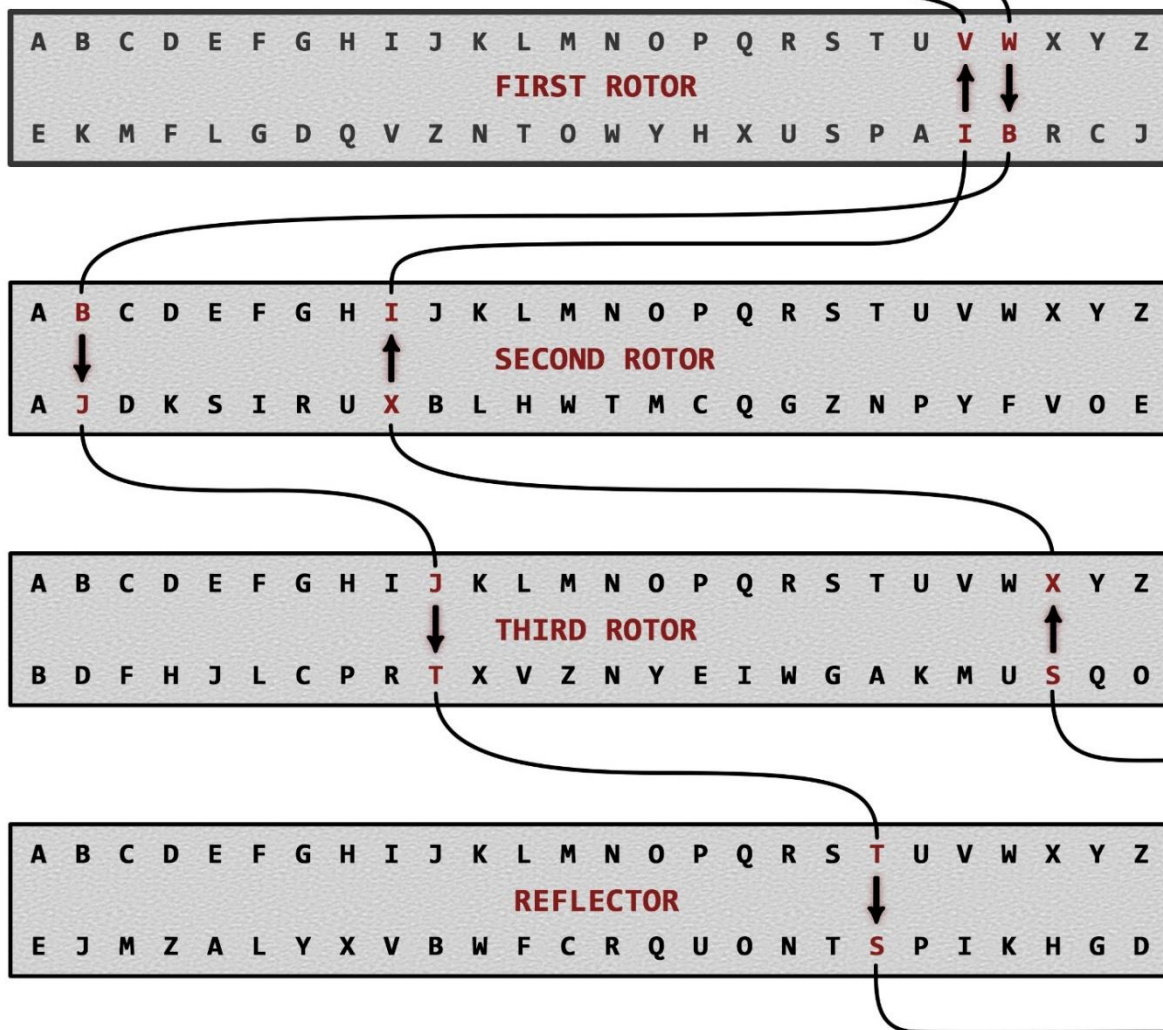 A B C D E F G H I J K L M N O P Q R S T U V W X Y Z
FIRST ROTOR
E K M F L G D Q V Z N T O W Y H X U S P A I B R C J
A B C D E F G H I J K L M N O P Q R S T U V W X Y Z
SECOND ROTOR
A J D K S I R U X B L H W T M C Q G Z N P Y F V O E
A B C D E F G H I J K L M N O P Q R S T U V W X Y Z
THIRD ROTOR
B D F H J L C P R T X V Z N Y E I W G A K M U S Q O
A B C D E F G H I J K L M N O P Q R S T U V W X Y Z
REFLECTOR
E J M Z A L Y X V B W F C R Q U O N T S P I K H G D